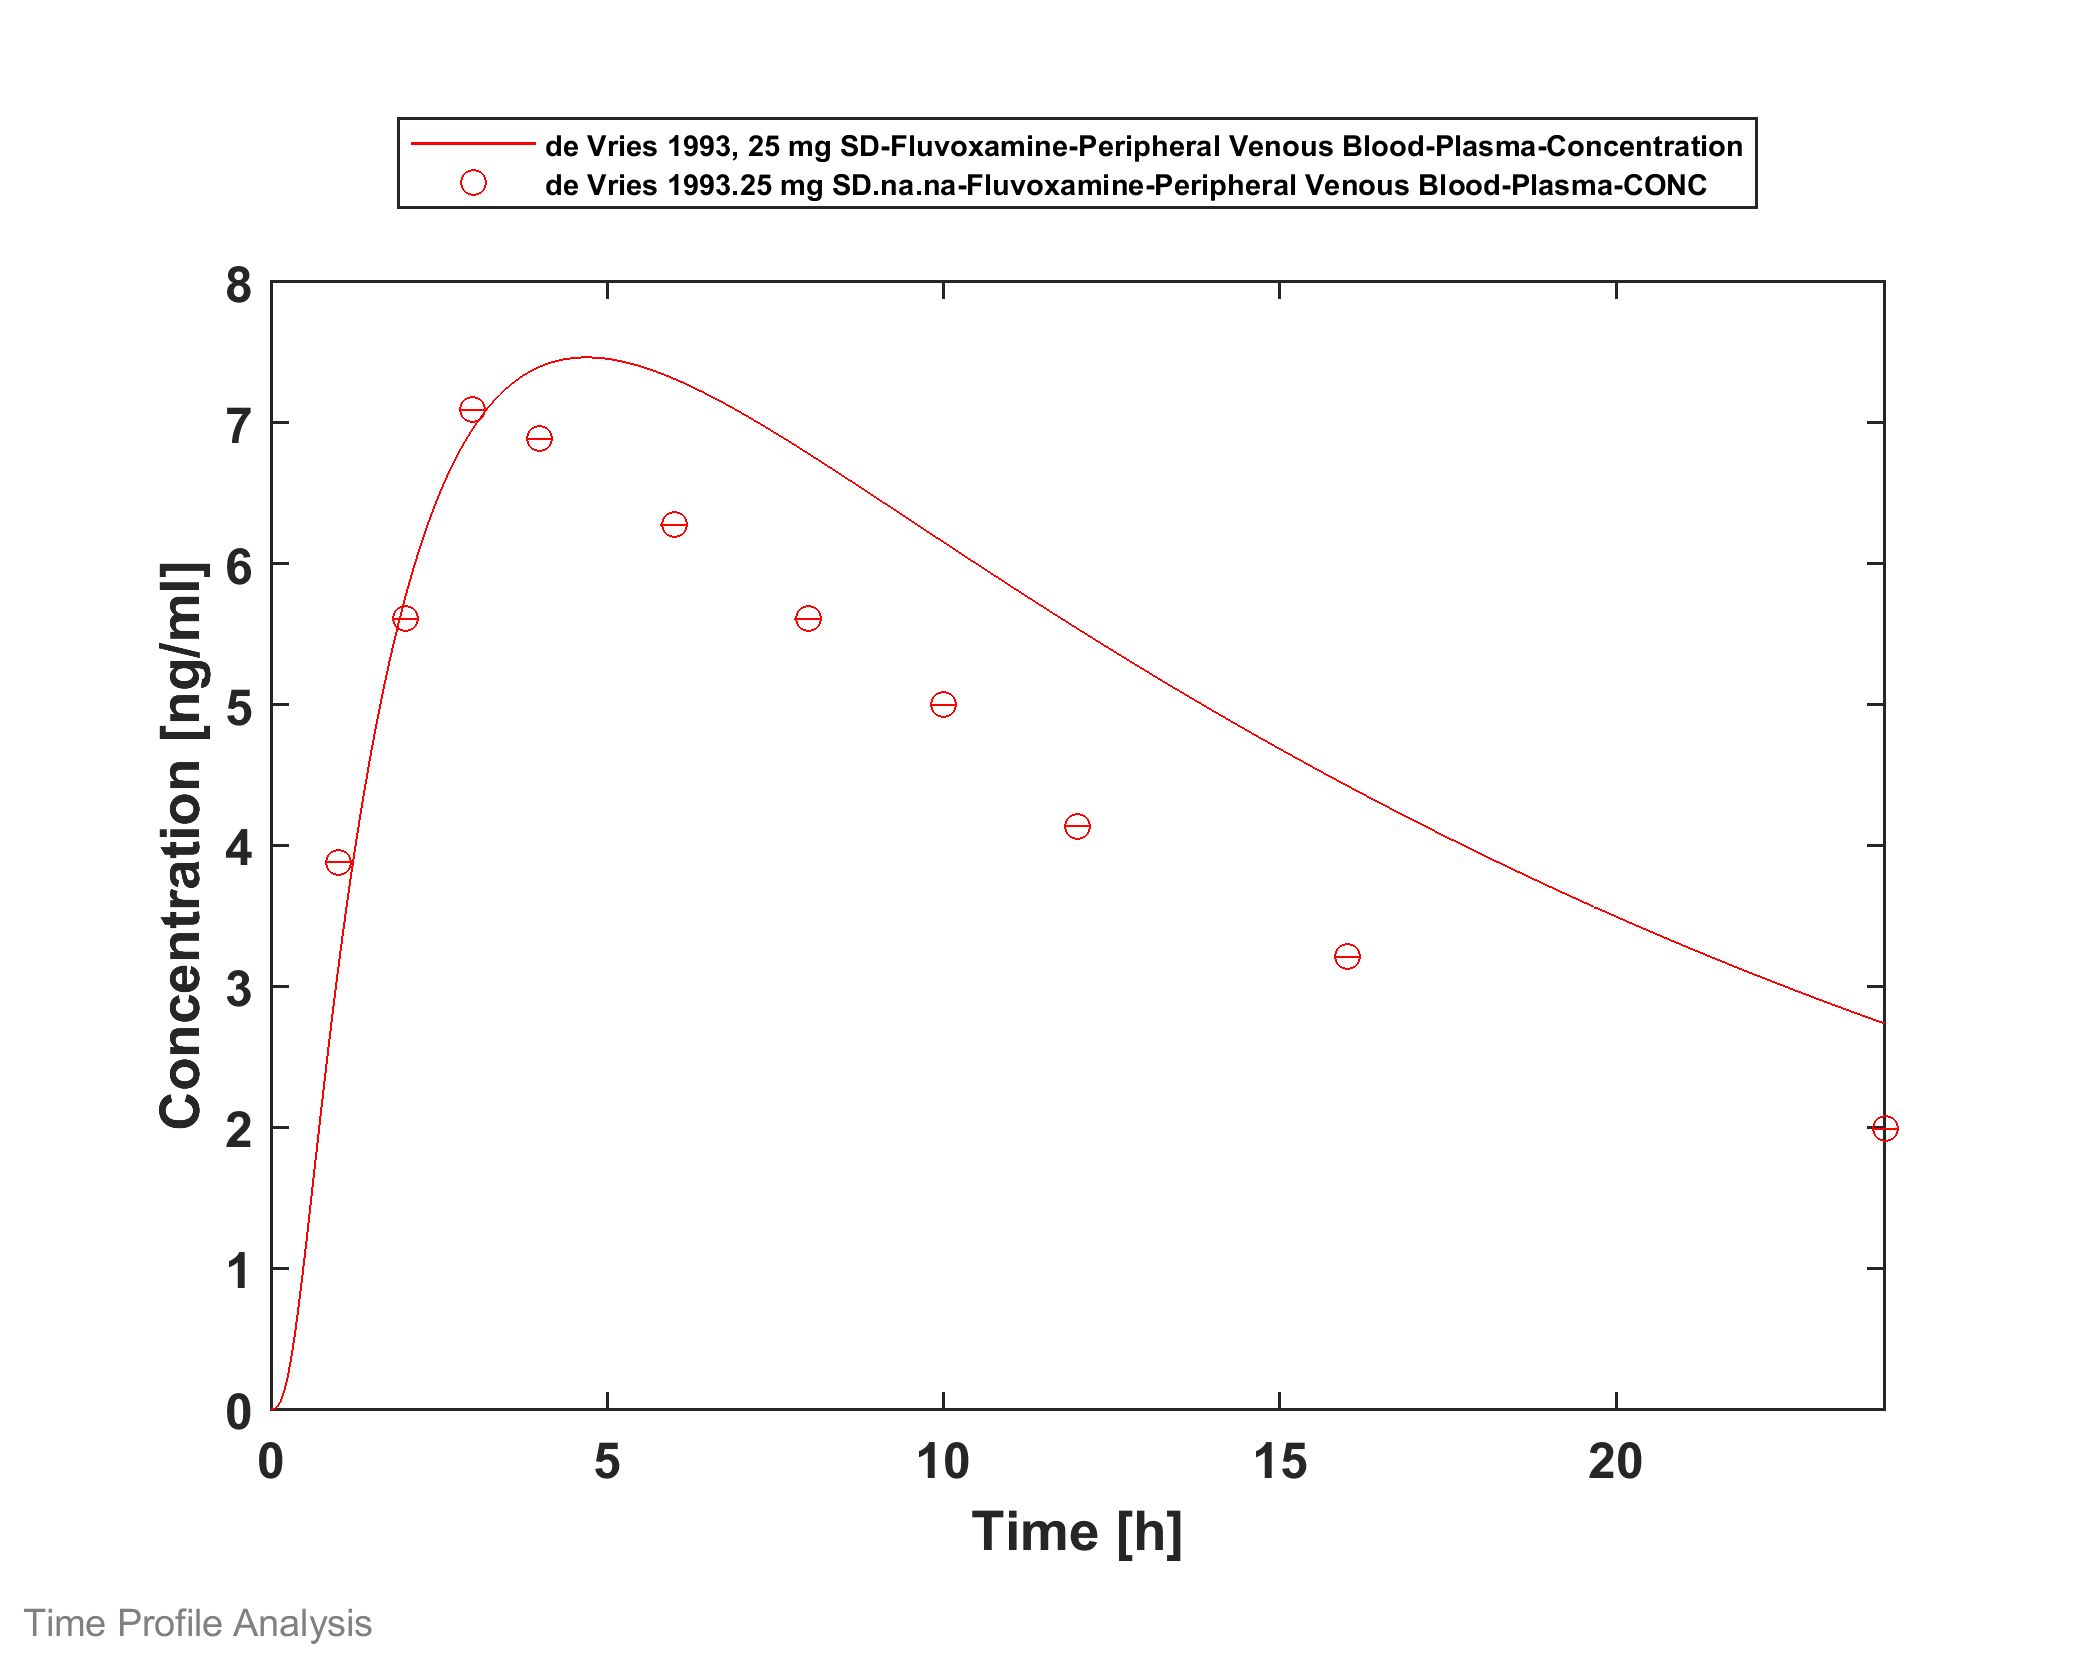 de Vries 1993, 25 mg SD-Fluvoxamine-Peripheral Venous Blood-Plasma-Concentration
de Vries 1993.25 mg SD.na.na-Fluvoxamine-Peripheral Venous Blood-Plasma-CONC
8
7
6
5
4
3
2
1
0
Concentration [ng/ml]
0 5 10 15 20
Time [h]
Time Profile Analysis